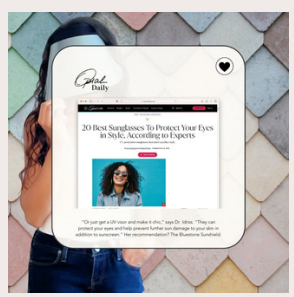 Oprah
Daily
20 Best Sunglasses To Protect Your Eyes
in Style, According to Experts
"Or just get a UV visor and make it chic," says Dr. Idriss. "They can
protect your eyes and help prevent further sun damage to your skin in
addition to sunscreen." Her recommendation? The Bluestone Sunshield